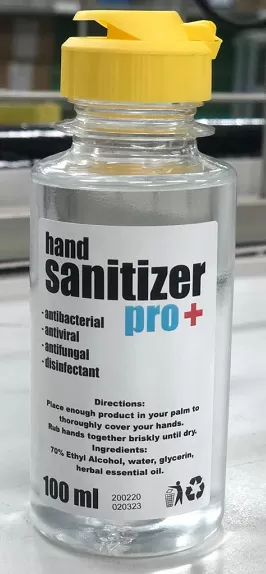 hand
sanitizer
pro+
· antibacterial
· antiviral
· antifungal
· disinfectant
Directions:
Place enough product in your palm to
thoroughly cover your hands.
Rub hands together briskly until dry.
Ingredients:
70% Ethyl Alcohol, water, glycerin,
herbal essential oil.
100 ml
200220
020323